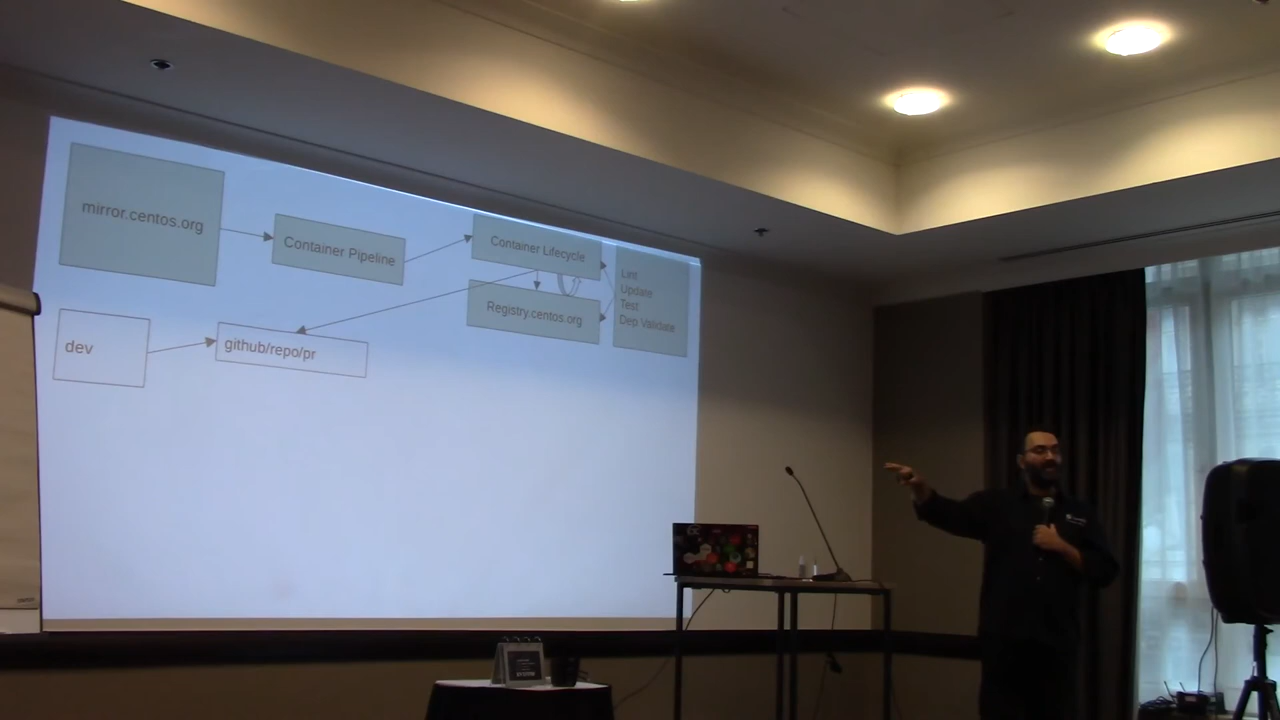 mirror.centos.org
Container Pipeline
Container Lifecycle
Lint
Update
Test
Dep Validate
Registry.centos.org
dev
github/repo/pr